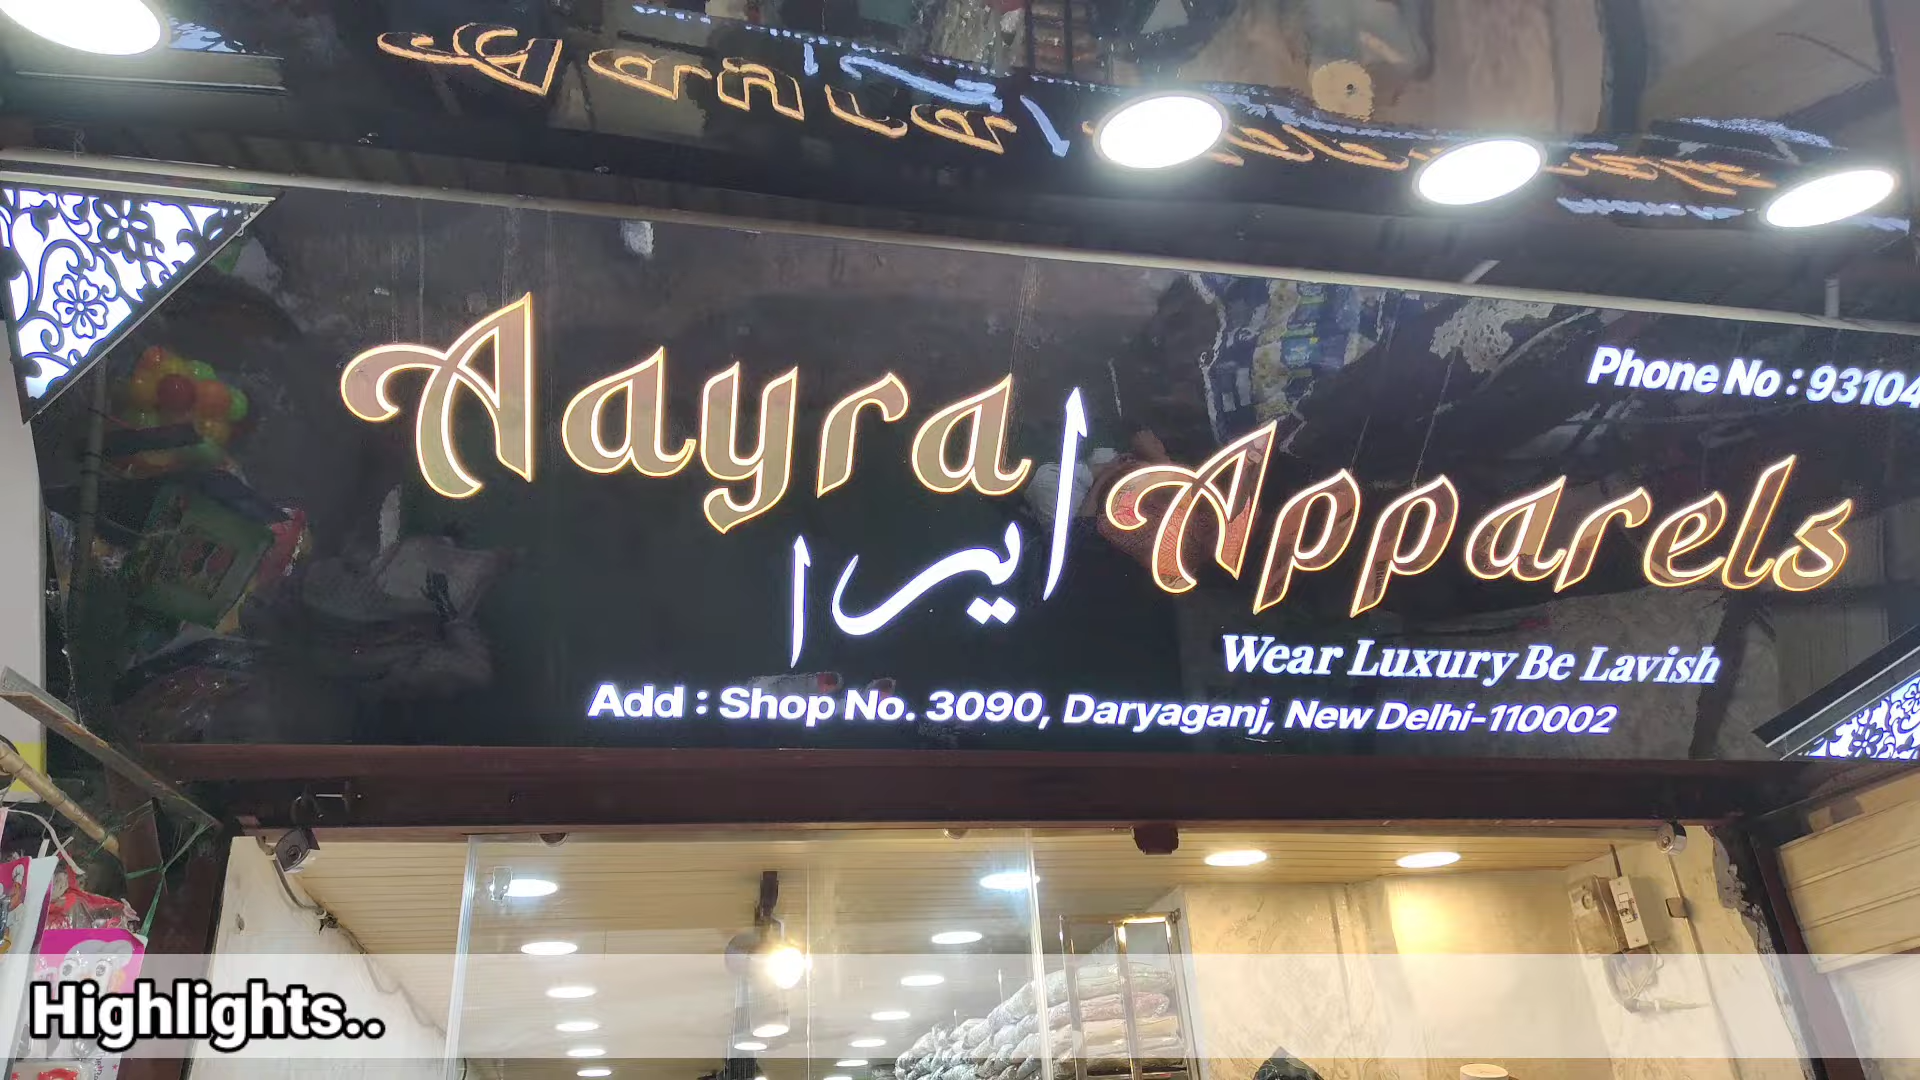 Phone No : 93104
Aayra Apparels
ایرا
Wear Luxury Be Lavish
Add : Shop No. 3090, Daryaganj, New Delhi-110002
Highlights..